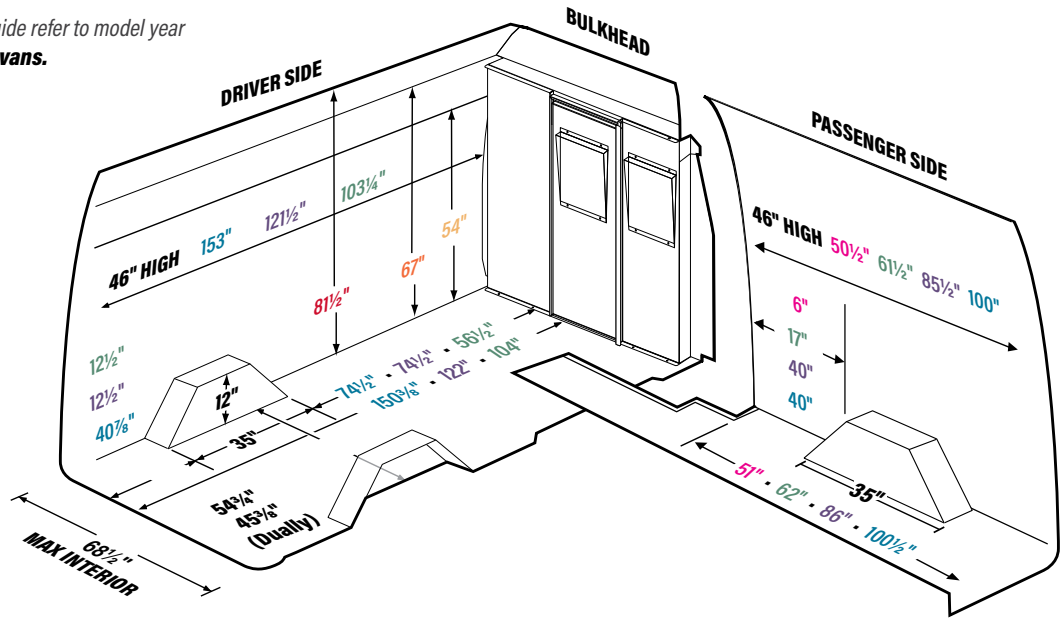 uide refer to model year
vans.
BULKHEAD
DRIVER SIDE
PASSENGER SIDE
46" HIGH 153" 121½" 103¼"
54"
67"
81½"
46" HIGH 50½" 61½" 85½" 100"
6"
17"
40"
40"
12½"
12½"
40⅞"
12"
35"
74½" · 74½" · 56½"
150⅜" · 122" · 104"
54¾"
45⅜"
(Dually)
68½"
MAX INTERIOR
35"
51" · 62" · 86" · 100½"